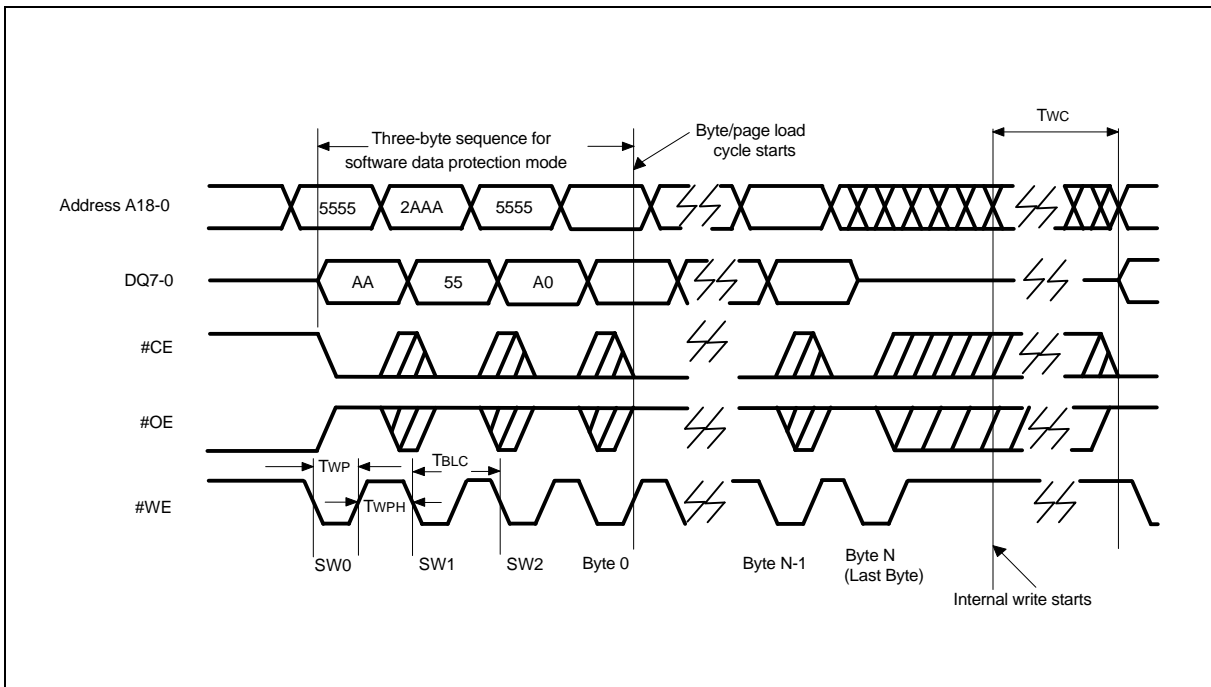 TWC
Three-byte sequence for
software data protection mode
Byte/page load
cycle starts
Address A18-0
5555
2AAA
5555
DQ7-0
AA
55
A0
#CE
#OE
TWP
TBLC
#WE
TWPH
SW0
SW1
SW2
Byte 0
Byte N-1
Byte N
(Last Byte)
Internal write starts